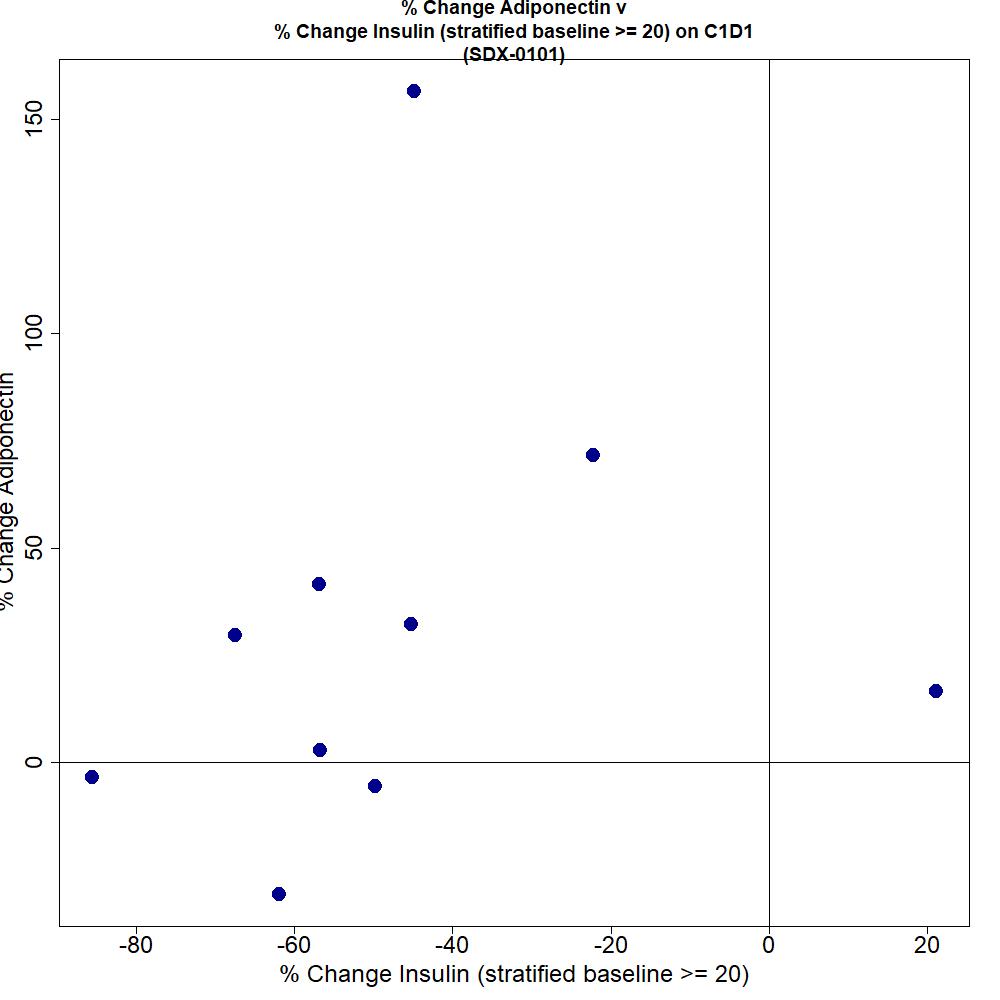 % Change Adiponectin v
% Change Insulin (stratified baseline >= 20) on C1D1
(SDX-0101)
% Change Adiponectin
150
100
50
0
-80
-60
-40
-20
0
20
% Change Insulin (stratified baseline >= 20)